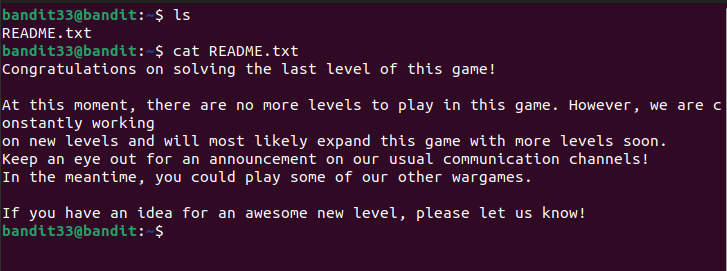 bandit33@bandit:~$ ls
README.txt
bandit33@bandit:~$ cat README.txt
Congratulations on solving the last level of this game!
At this moment, there are no more levels to play in this game. However, we are c
onstantly working
on new levels and will most likely expand this game with more levels soon.
Keep an eye out for an announcement on our usual communication channels!
In the meantime, you could play some of our other wargames.
If you have an idea for an awesome new level, please let us know!
bandit33@bandit:~$